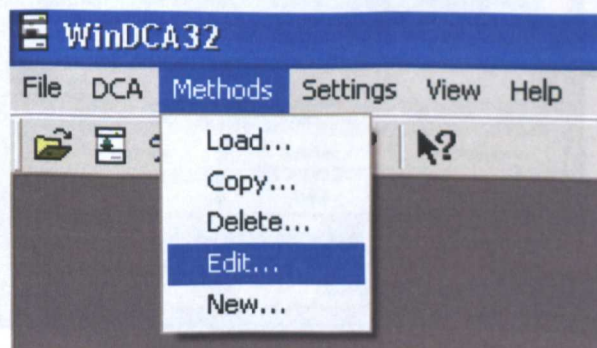 WinDCA32
File DCA Methods Settings View Help
Load...
Copy...
Delete...
Edit...
New...